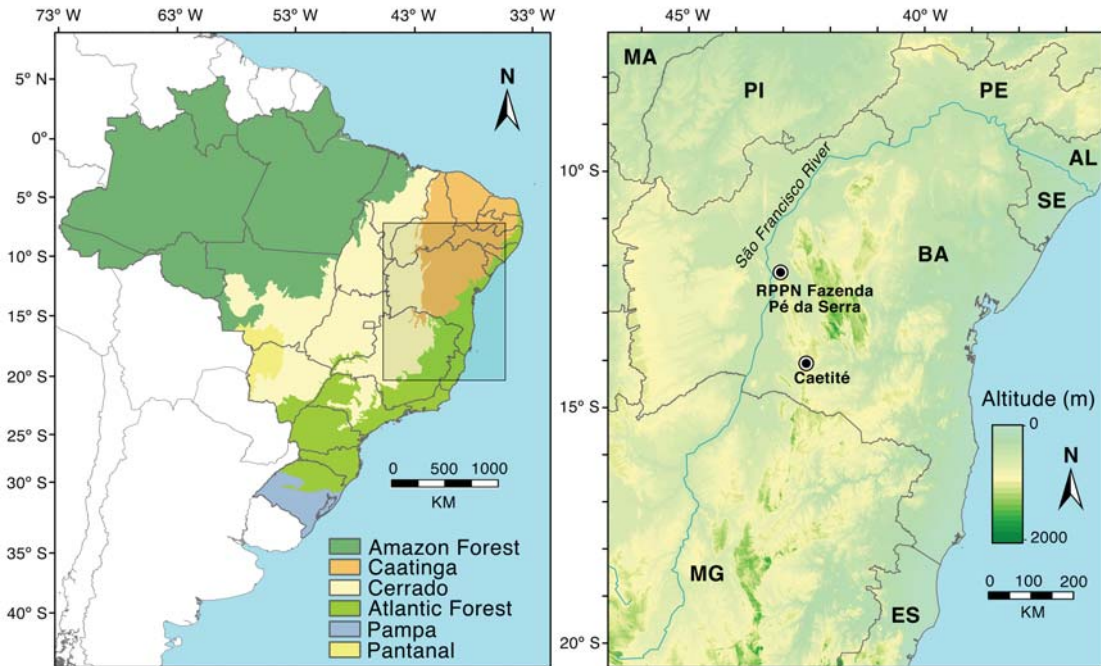 73° W 63° W 53° W 43° W 33° W
5° N
0°
5° S
10° S
15° S
20° S
25° S
30° S
35° S
40° S
N
0 500 1000
KM
Amazon Forest
Caatinga
Cerrado
Atlantic Forest
Pampa
Pantanal
45° W 40° W
10° S
15° S
20° S
MA
PI
PE
AL
SE
São Francisco River
BA
RPPN Fazenda
Pé da Serra
Caetité
MG
ES
Altitude (m)
0
2000
N
0 100 200
KM